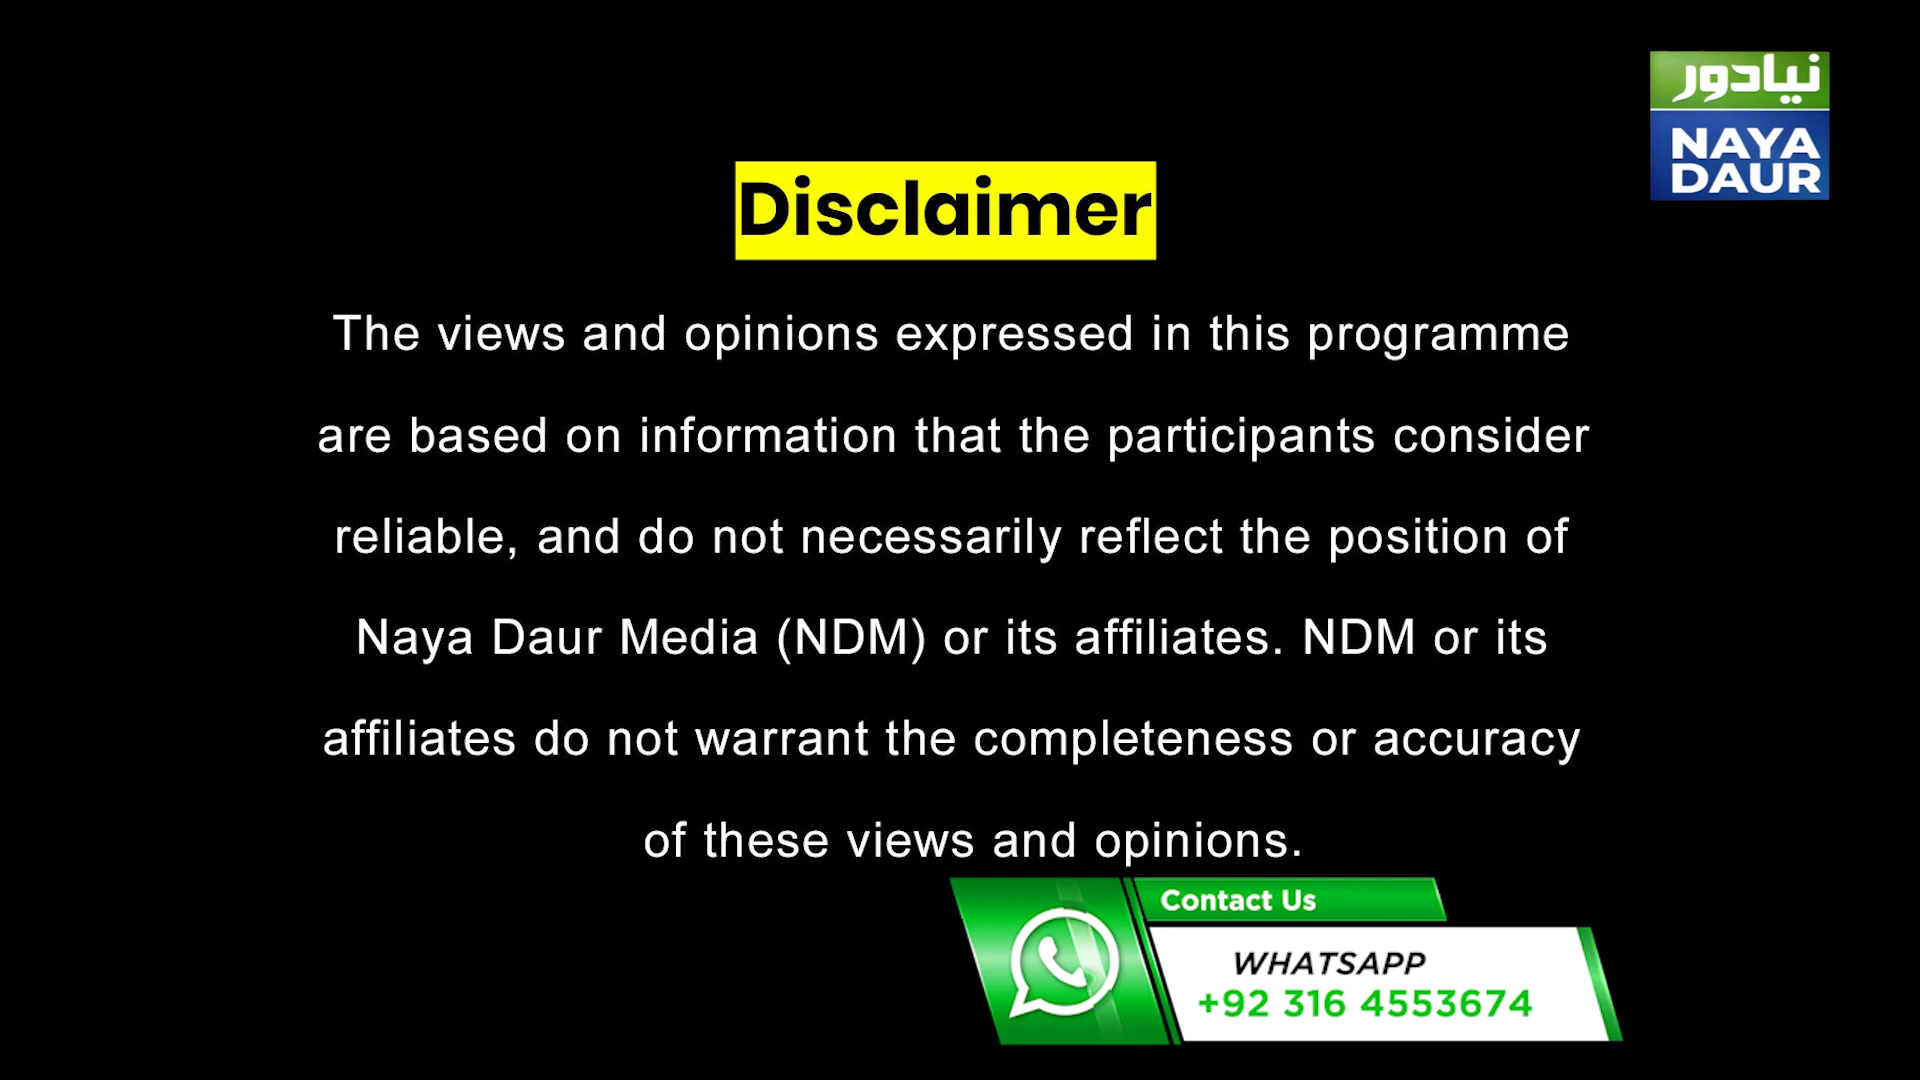 نیا دور
NAYA
DAUR
Disclaimer
The views and opinions expressed in this programme
are based on information that the participants consider
reliable, and do not necessarily reflect the position of
Naya Daur Media (NDM) or its affiliates. NDM or its
affiliates do not warrant the completeness or accuracy
of these views and opinions.
Contact Us
WHATSAPP
+92 316 4553674